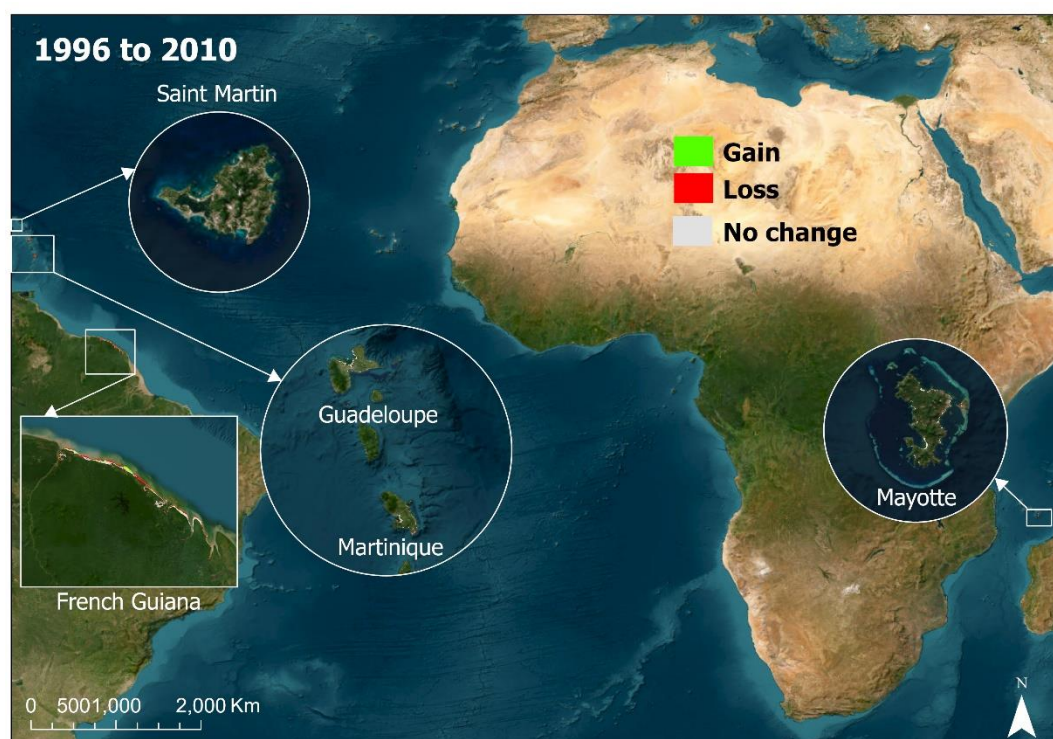 1996 to 2010
Saint Martin
Gain
Loss
No change
Guadeloupe
Martinique
Mayotte
French Guiana
0 5001,000 2,000 Km
N